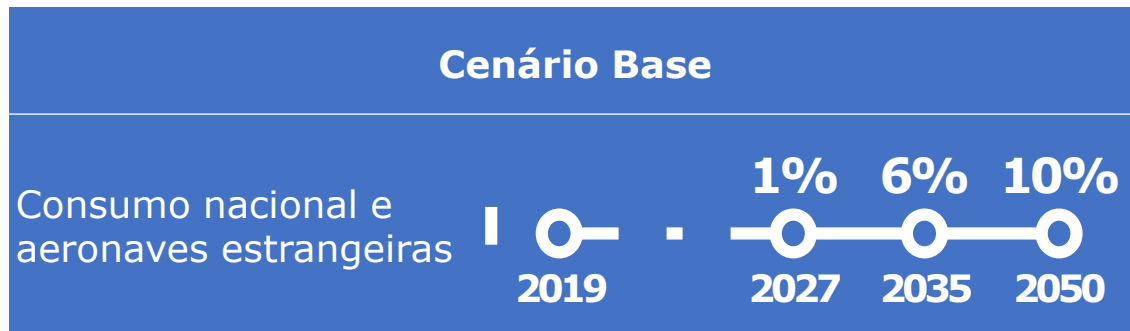 Cenário Base
Consumo nacional e
aeronaves estrangeiras
1% 6% 10%
2019 2027 2035 2050